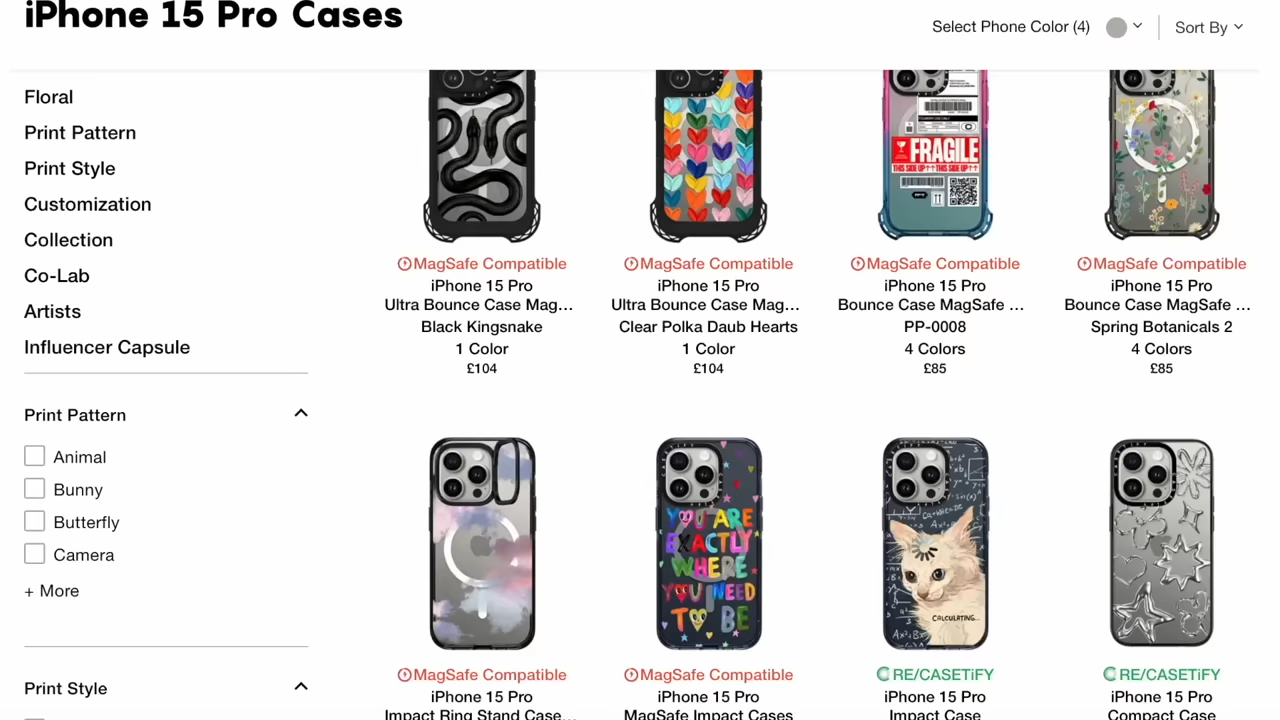 iPhone 15 Pro Cases
Select Phone Color (4)
Sort By
Floral
Print Pattern
Print Style
Customization
Collection
Co-Lab
Artists
Influencer Capsule
Print Pattern
Animal
Bunny
Butterfly
Camera
+ More
Print Style
FRAGILE
THIS SIDE UP↑↑THIS SIDE UP↑
MagSafe Compatible
iPhone 15 Pro
Ultra Bounce Case Mag...
Black Kingsnake
1 Color
£104
MagSafe Compatible
iPhone 15 Pro
Ultra Bounce Case Mag...
Clear Polka Daub Hearts
1 Color
£104
MagSafe Compatible
iPhone 15 Pro
Bounce Case MagSafe ...
PP-0008
4 Colors
£85
MagSafe Compatible
iPhone 15 Pro
Bounce Case MagSafe ...
Spring Botanicals 2
4 Colors
£85
YOU ARE
EXACTLY
WHERE
YOU NEED
TO BE
CALCULATING...
MagSafe Compatible
iPhone 15 Pro
Impact Ring Stand Case...
MagSafe Compatible
iPhone 15 Pro
MagSafe Impact Cases
RE/CASETiFY
iPhone 15 Pro
Impact Case
RE/CASETiFY
iPhone 15 Pro
Compact Case